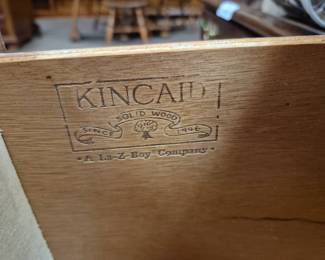 KINCAID
SOLID WOOD
SINCE 1946
• A La-Z-Boy Company •